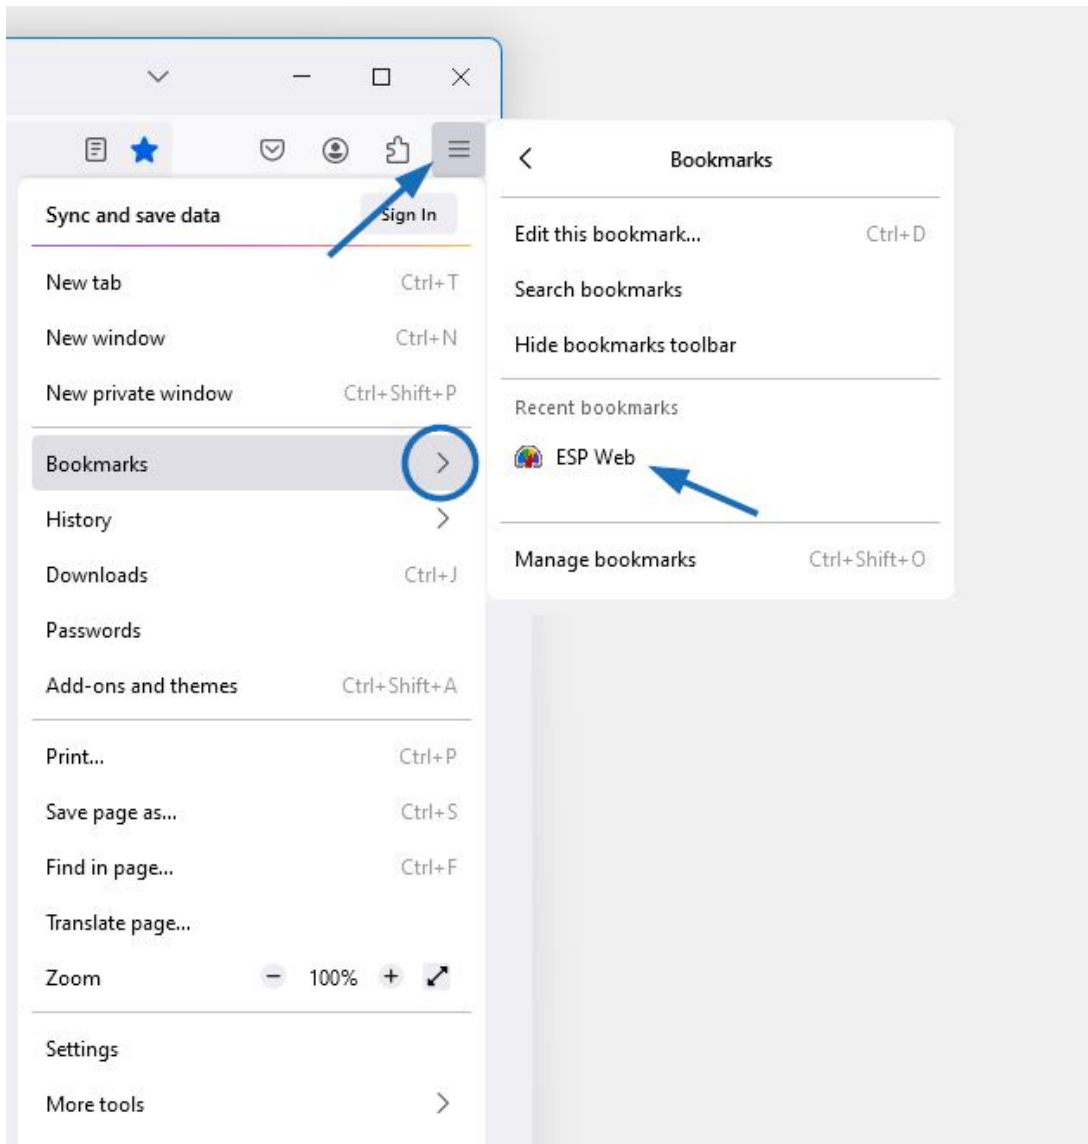 Sync and save data Sign In
New tab Ctrl+T
New window Ctrl+N
New private window Ctrl+Shift+P
Bookmarks
History
Downloads Ctrl+J
Passwords
Add-ons and themes Ctrl+Shift+A
Print... Ctrl+P
Save page as... Ctrl+S
Find in page... Ctrl+F
Translate page...
Zoom 100%
Settings
More tools
Bookmarks
Edit this bookmark... Ctrl+D
Search bookmarks
Hide bookmarks toolbar
Recent bookmarks
ESP Web
Manage bookmarks Ctrl+Shift+O